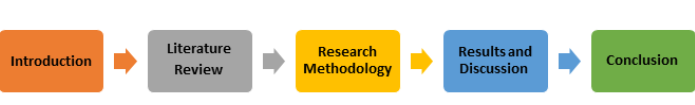 Introduction
Literature
Review
Research
Methodology
Results and
Discussion
Conclusion